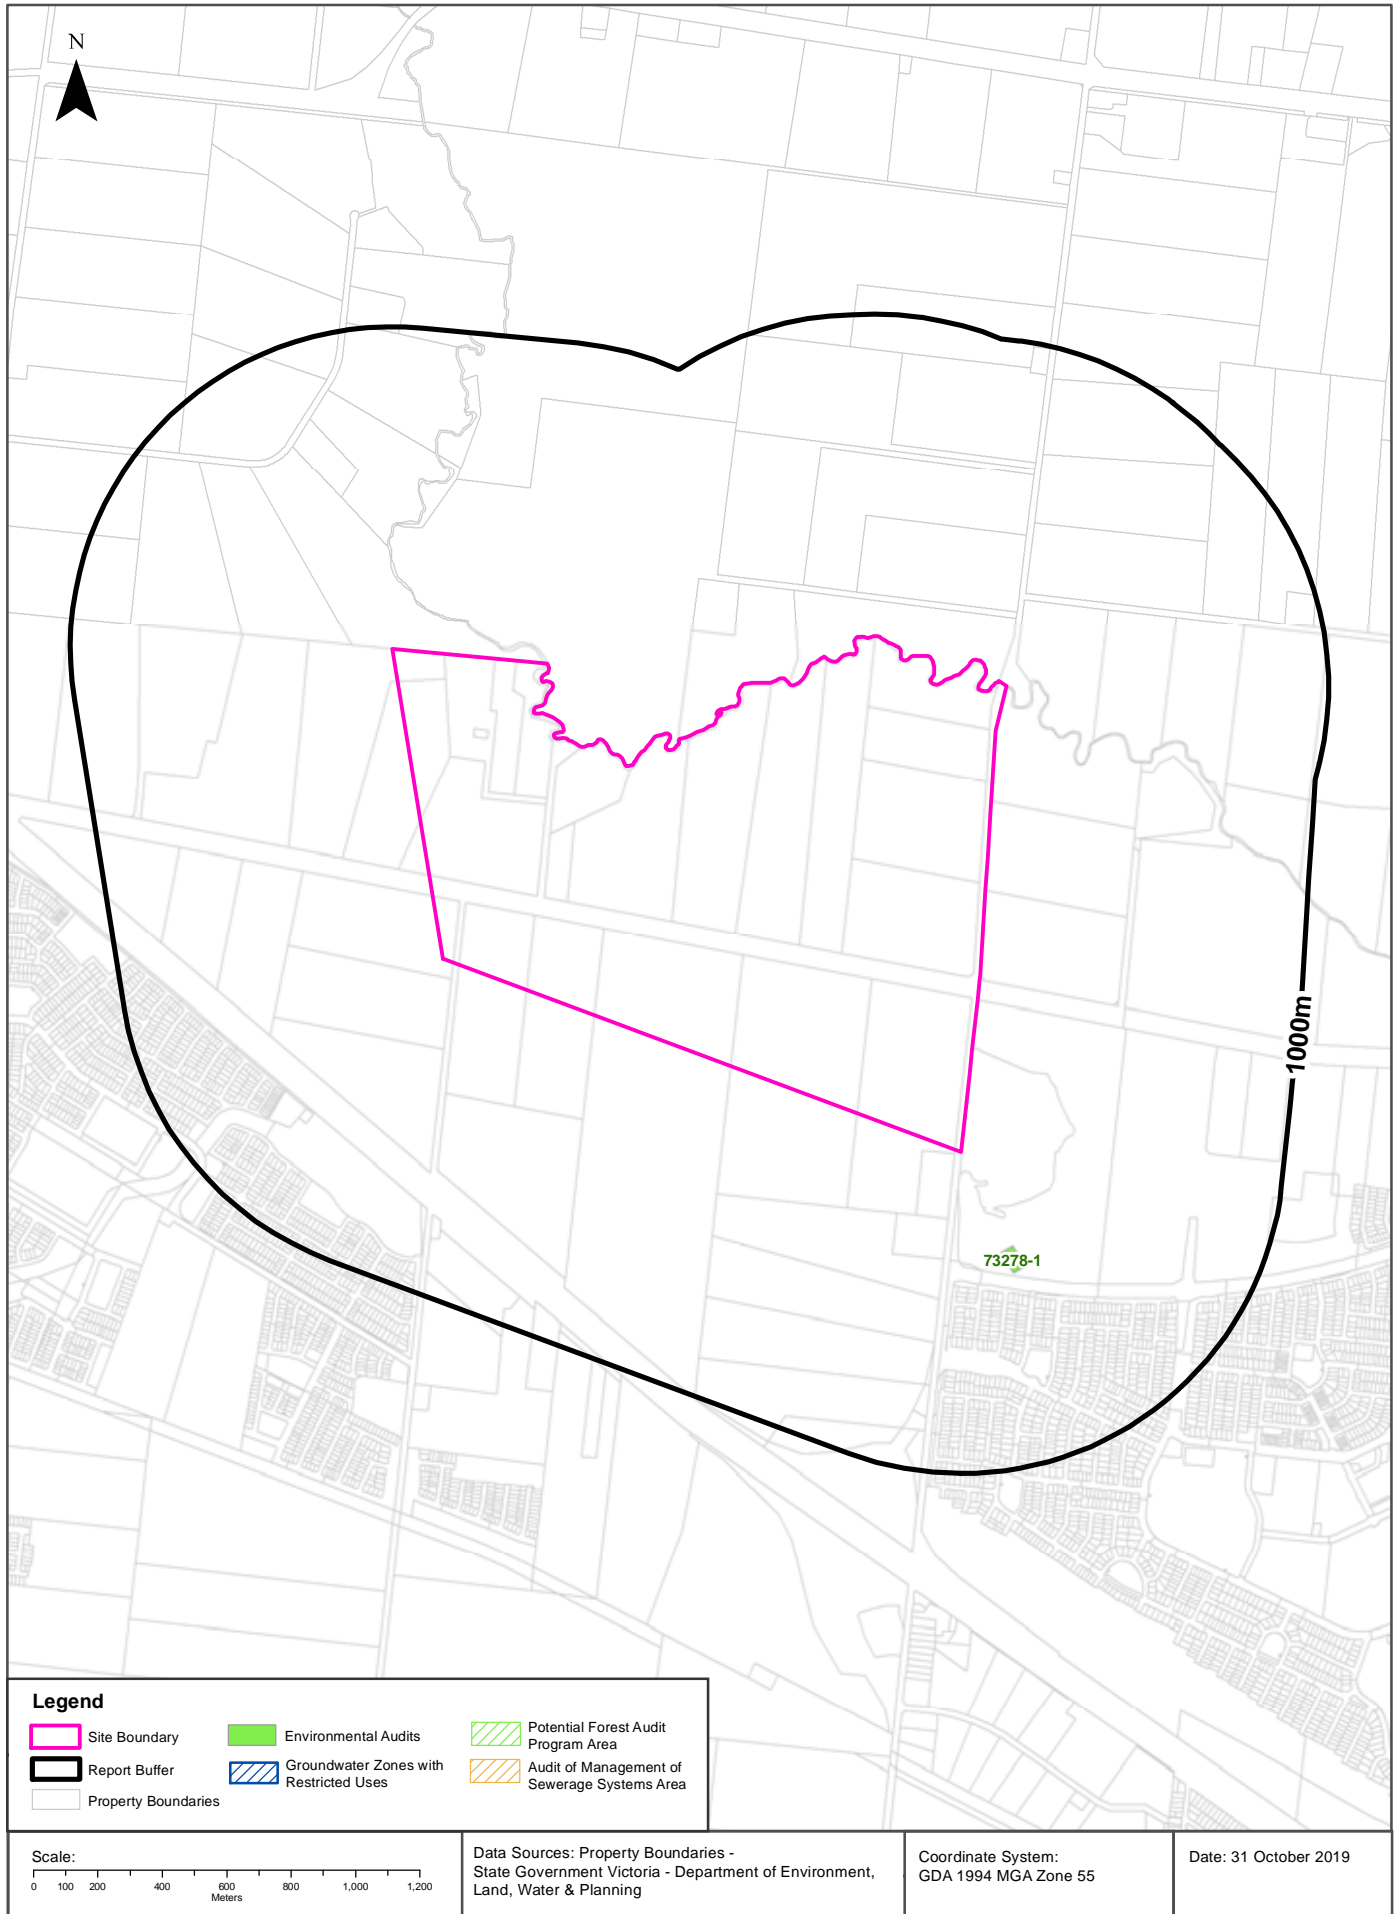 N
1000m
73278-1
Legend
Site Boundary
Report Buffer
Property Boundaries
Environmental Audits
Groundwater Zones with
Restricted Uses
Potential Forest Audit
Program Area
Audit of Management of
Sewerage Systems Area
Scale:
0 100 200 400 600 800 1,000 1,200
Meters
Data Sources: Property Boundaries -
State Government Victoria - Department of Environment,
Land, Water & Planning
Coordinate System:
GDA 1994 MGA Zone 55
Date: 31 October 2019